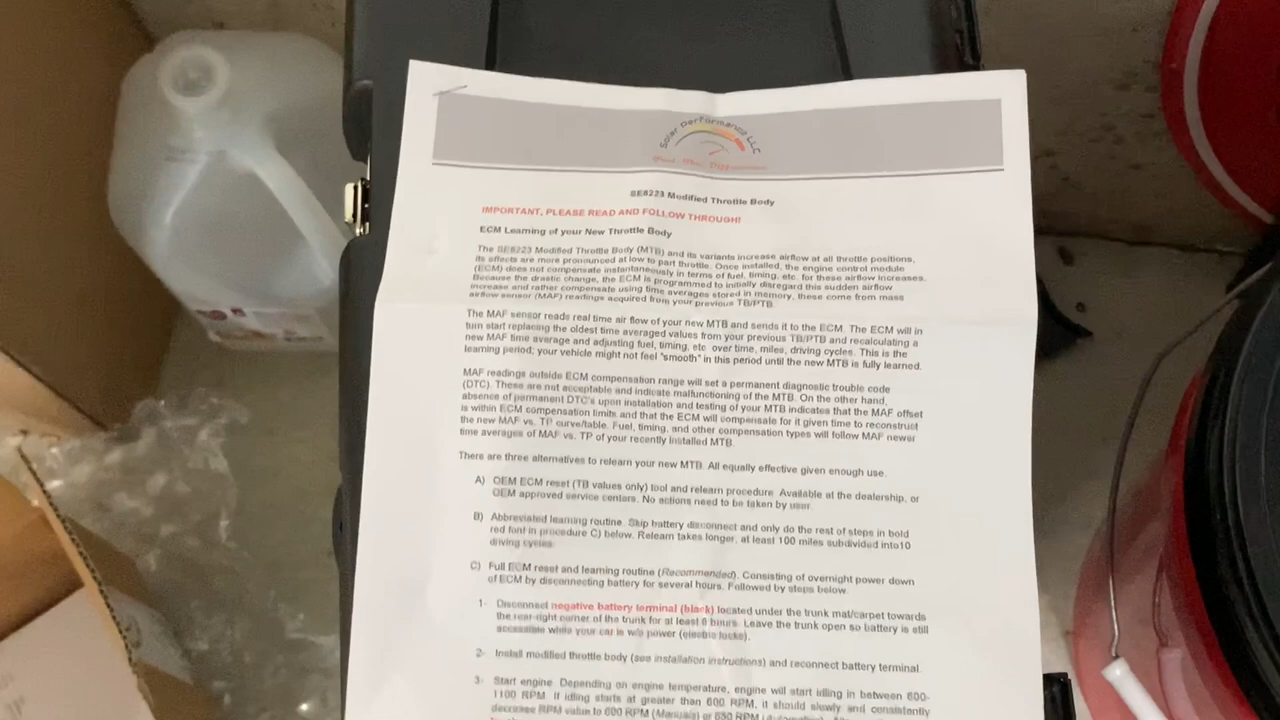 Solar Performance LLC
BE8223 Modified Throttle Body
IMPORTANT, PLEASE READ AND FOLLOW THROUGH!
ECM Learning of your New Throttle Body
The BE8223 Modified Throttle Body (MTB) and its variants increase airflow at all throttle positions,
its effects are more pronounced at low to part throttle. Once installed, the engine control module
(ECM) does not compensate instantaneously in terms of fuel, timing, etc. for these airflow increases.
Because the drastic change, the ECM is programmed to initially disregard this sudden airflow
increase and rather compensate using time averages stored in memory, these come from mass
airflow sensor (MAF) readings acquired from your previous TB/PTB.
The MAF sensor reads real time air flow of your new MTB and sends it to the ECM. The ECM will in
turn start replacing the oldest time averaged values from your previous TB/PTB and recalculating a
new MAF time average and adjusting fuel, timing, etc. over time, miles, driving cycles. This is the
learning period; your vehicle might not feel "smooth" in this period until the new MTB is fully learned.
MAF readings outside ECM compensation range will set a permanent diagnostic trouble code
(DTC). These are not acceptable and indicate malfunctioning of the MTB. On the other hand,
absence of permanent DTC's upon installation and testing of your MTB indicates that the MAF offset
is within ECM compensation limits and that the ECM will compensate for it given time to reconstruct
the new MAF vs. TP curve/table. Fuel, timing, and other compensation types will follow MAF newer
time averages of MAF vs. TP of your recently installed MTB.
There are three alternatives to relearn your new MTB. All equally effective given enough use.
A) OEM ECM reset (TB values only) tool and relearn procedure. Available at the dealership, or
OEM approved service centers. No actions need to be taken by user.
B) Abbreviated learning routine. Skip battery disconnect and only do the rest of steps in bold
red font in procedure C) below. Relearn takes longer, at least 100 miles subdivided into10
driving cycles.
C) Full ECM reset and learning routine (Recommended). Consisting of overnight power down
of ECM by disconnecting battery for several hours. Followed by steps below.
1- Disconnect negative battery terminal (black) located under the trunk mat/carpet towards
the rear-right corner of the trunk for at least 8 hours. Leave the trunk open so battery is still
accessible while your car is w/o power (electric locks).
2- Install modified throttle body (see installation instructions) and reconnect battery terminal.
3- Start engine. Depending on engine temperature, engine will start idling in between 600-
1100 RPM. If idling starts at greater than 600 RPM, it should slowly and consistently
decrease RPM value to 600 RPM (Manuals) or 650 RPM